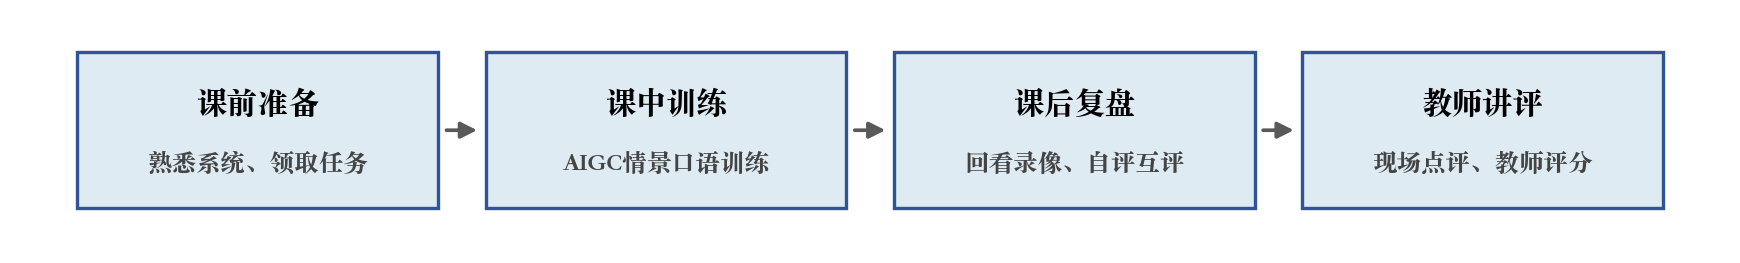 课前准备
熟悉系统、领取任务
课中训练
AIGC情景口语训练
课后复盘
回看录像、自评互评
教师讲评
现场点评、教师评分